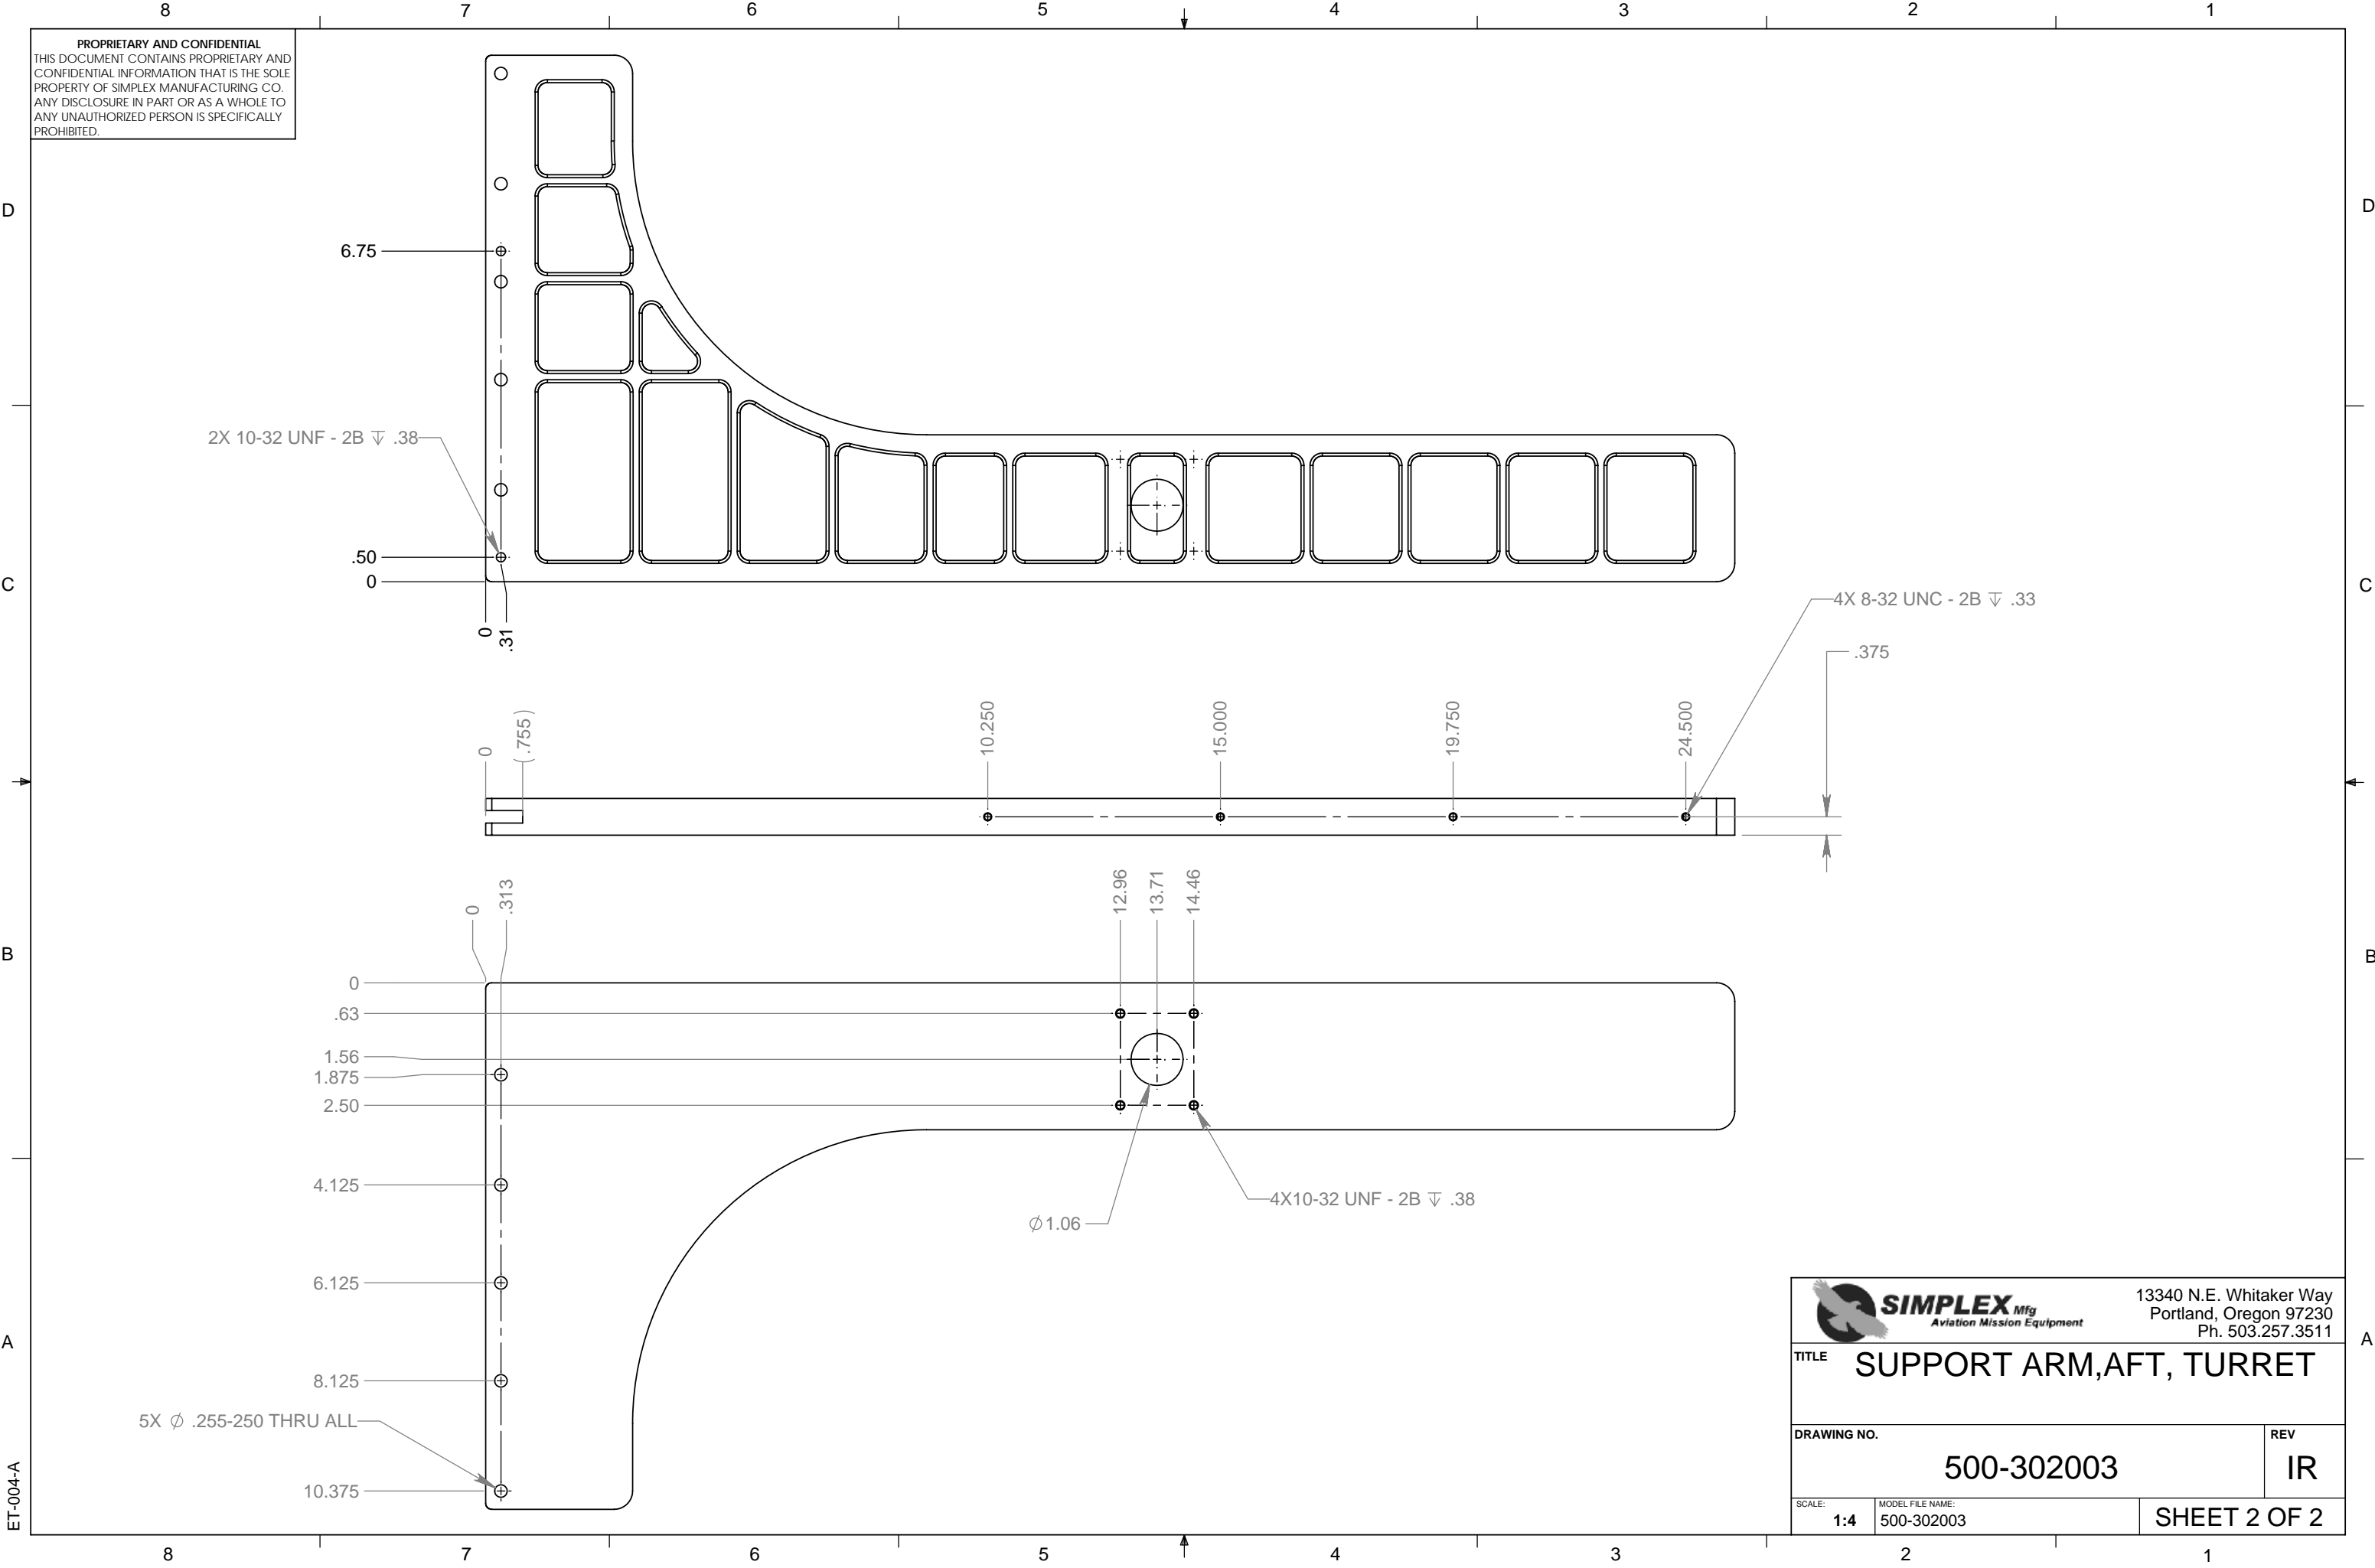 8 7 6 5 4 3 2 1
PROPRIETARY AND CONFIDENTIAL
THIS DOCUMENT CONTAINS PROPRIETARY AND
CONFIDENTIAL INFORMATION THAT IS THE SOLE
PROPERTY OF SIMPLEX MANUFACTURING CO.
ANY DISCLOSURE IN PART OR AS A WHOLE TO
ANY UNAUTHORIZED PERSON IS SPECIFICALLY
PROHIBITED.
D D
6.75
2X 10-32 UNF - 2B ↧ .38
.50
0
C C
0
.31
4X 8-32 UNC - 2B ↧ .33
.375
0
( .755 )
10.250
15.000
19.750
24.500
0
.313
12.96
13.71
14.46
B B
0
.63
1.56
1.875
2.50
4.125
4X10-32 UNF - 2B ↧ .38
∅1.06
6.125
A A
8.125
5X ∅ .255-250 THRU ALL
10.375
ET-004-A
SIMPLEX Mfg
Aviation Mission Equipment
13340 N.E. Whitaker Way
Portland, Oregon 97230
Ph. 503.257.3511
TITLE
SUPPORT ARM,AFT, TURRET
DRAWING NO.
500-302003
REV
IR
SCALE:
1:4
MODEL FILE NAME:
500-302003
SHEET 2 OF 2
8 7 6 5 4 3 2 1